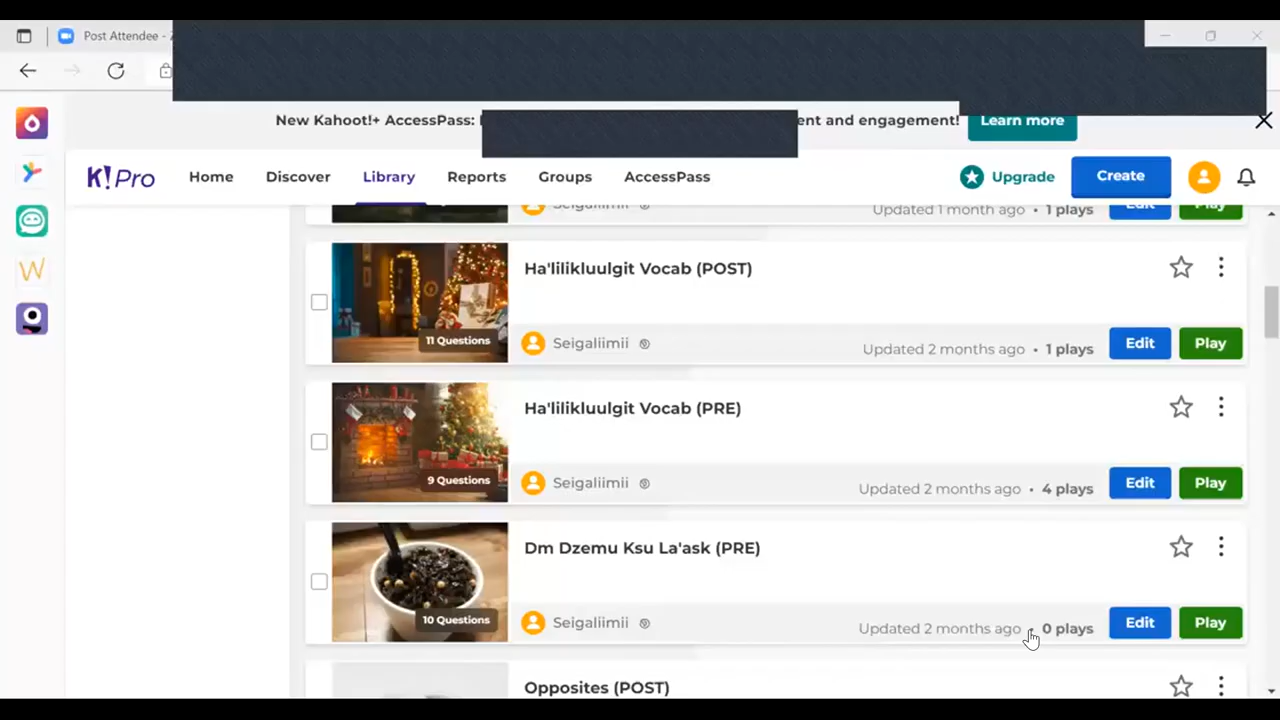 Post Attendee -
New Kahoot!+ AccessPass: ent and engagement! Learn more
K!Pro Home Discover Library Reports Groups AccessPass Upgrade Create
Seigaliimii Updated 1 month ago • 1 plays Edit Play
Ha'lilikluulgit Vocab (POST)
11 Questions
Seigaliimii Updated 2 months ago • 1 plays Edit Play
Ha'lilikluulgit Vocab (PRE)
9 Questions
Seigaliimii Updated 2 months ago • 4 plays Edit Play
Dm Dzemu Ksu La'ask (PRE)
10 Questions
Seigaliimii Updated 2 months ago • 0 plays Edit Play
Opposites (POST)